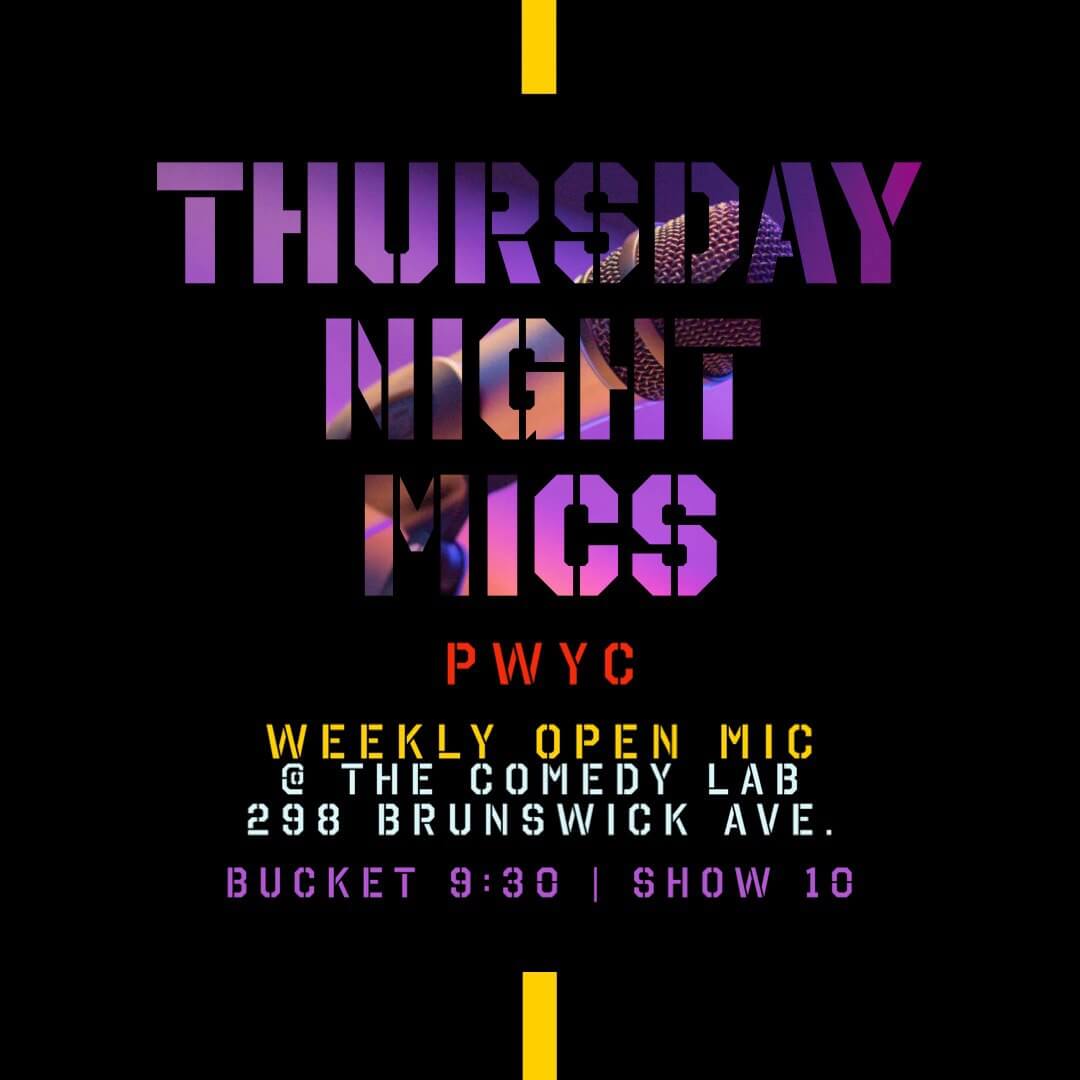 THURSDAY
NIGHT
MICS
PWYC
WEEKLY OPEN MIC
@ THE COMEDY LAB
298 BRUNSWICK AVE.
BUCKET 9:30 | SHOW 10